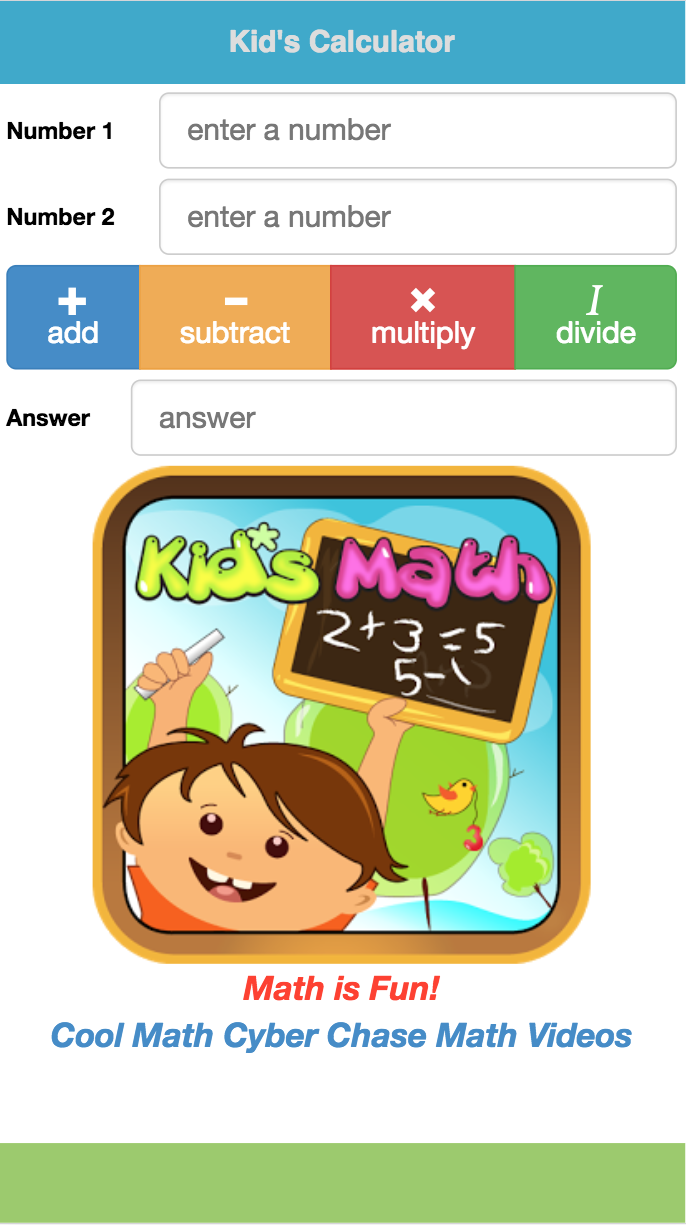 Kid's Calculator
Number 1 enter a number
Number 2 enter a number
add subtract multiply divide
Answer answer
Kid's Math
2+3=5
5-
3
Math is Fun!
Cool Math Cyber Chase Math Videos